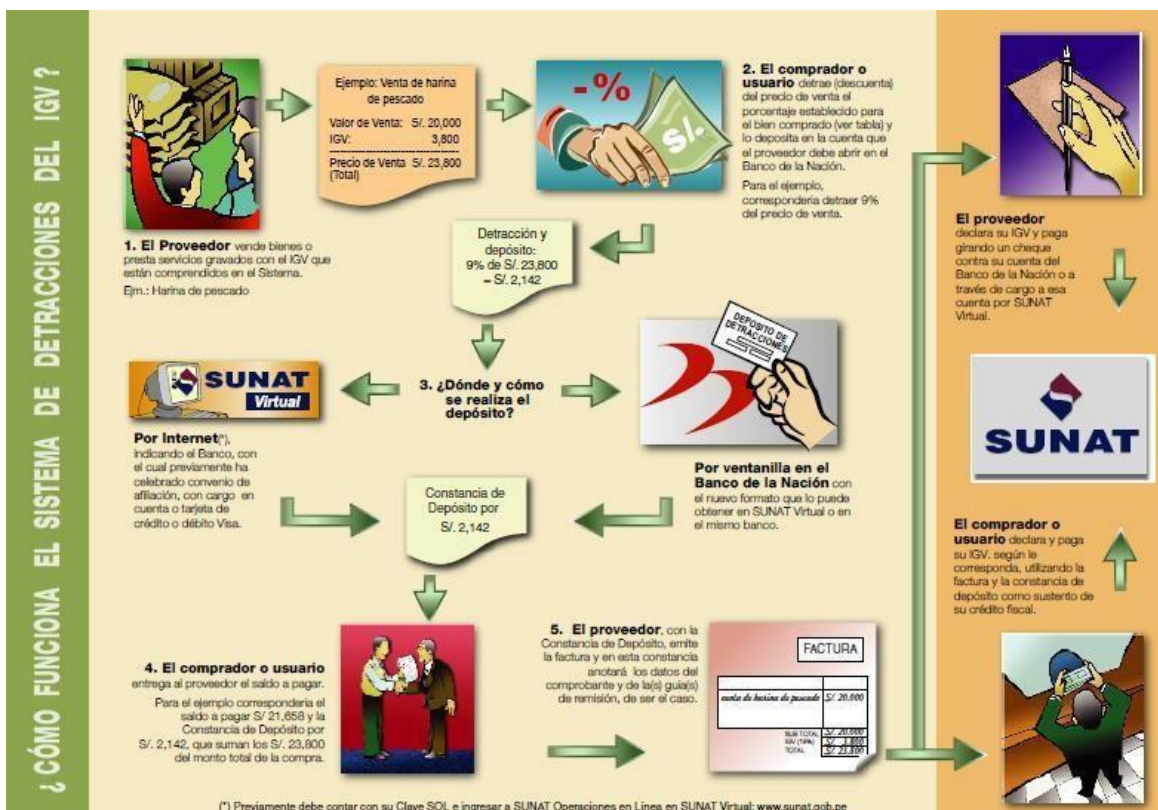 ¿CÓMO FUNCIONA EL SISTEMA DE DETRACCIONES DEL IGV ?
1. El Proveedor vende bienes o
presta servicios gravados con el IGV que
están comprendidos en el Sistema.
Ejm.: Harina de pescado
Ejemplo: Venta de harina
de pescado
Valor de Venta: S/. 20,000
IGV: 3,800
Precio de Venta S/. 23,800
(Total)
-%
S/.
2. El comprador o
usuario detrae (descuenta)
del precio de venta el
porcentaje establecido para
el bien comprado (ver tabla) y
lo deposita en la cuenta que
el proveedor debe abrir en el
Banco de la Nación.
Para el ejemplo,
correspondería detraer 9%
del precio de venta.
Detracción y
depósito:
9% de S/. 23,800
= S/. 2,142
3. ¿Dónde y cómo
se realiza el
depósito?
SUNAT
Virtual
Por Internet(*),
indicando el Banco, con
el cual previamente ha
celebrado convenio de
afiliación, con cargo en
cuenta o tarjeta de
crédito o débito Visa.
DEPOSITO DE
DETRACCIONES
Por ventanilla en el
Banco de la Nación con
el nuevo formato que lo puede
obtener en SUNAT Virtual o en
el mismo banco.
Constancia de
Depósito por
S/. 2,142
4. El comprador o usuario
entrega al proveedor el saldo a pagar.
Para el ejemplo correspondería el
saldo a pagar S/ 21,658 y la
Constancia de Depósito por
S/. 2,142, que suman los S/. 23,800
del monto total de la compra.
5. El proveedor, con la
Constancia de Depósito, emite
la factura y en esta constancia
anotará los datos del
comprobante y de la(s) guía(s)
de remisión, de ser el caso.
FACTURA
venta de harina de pescado S/. 20.000
SUB TOTAL S/. 20.000
IGV (19%) S/. 3.800
TOTAL S/. 23.800
El proveedor
declara su IGV y paga
girando un cheque
contra su cuenta del
Banco de la Nación o a
través de cargo a esa
cuenta por SUNAT
Virtual.
SUNAT
El comprador o
usuario declara y paga
su IGV. según le
corresponda, utilizando la
factura y la constancia de
depósito como sustento de
su crédito fiscal.
(*) Previamente debe contar con su Clave SOL e ingresar a SUNAT Operaciones en Línea en SUNAT Virtual: www.sunat.gob.pe